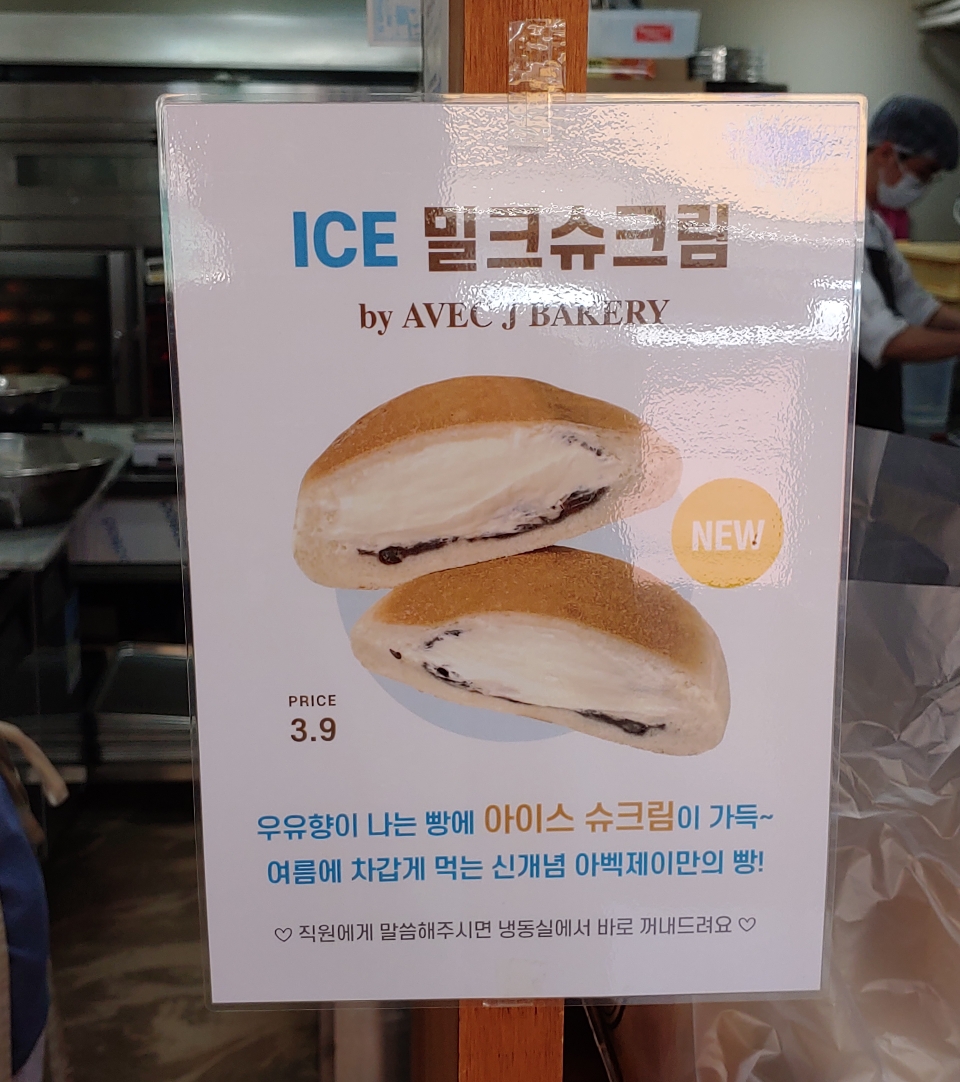 ICE 밀크슈크림
by AVEC J BAKERY
NEW
PRICE
3.9
우유향이 나는 빵에 아이스 슈크림이 가득~
여름에 차갑게 먹는 신개념 아벡제이만의 빵!
♡ 직원에게 말씀해주시면 냉동실에서 바로 꺼내드려요 ♡